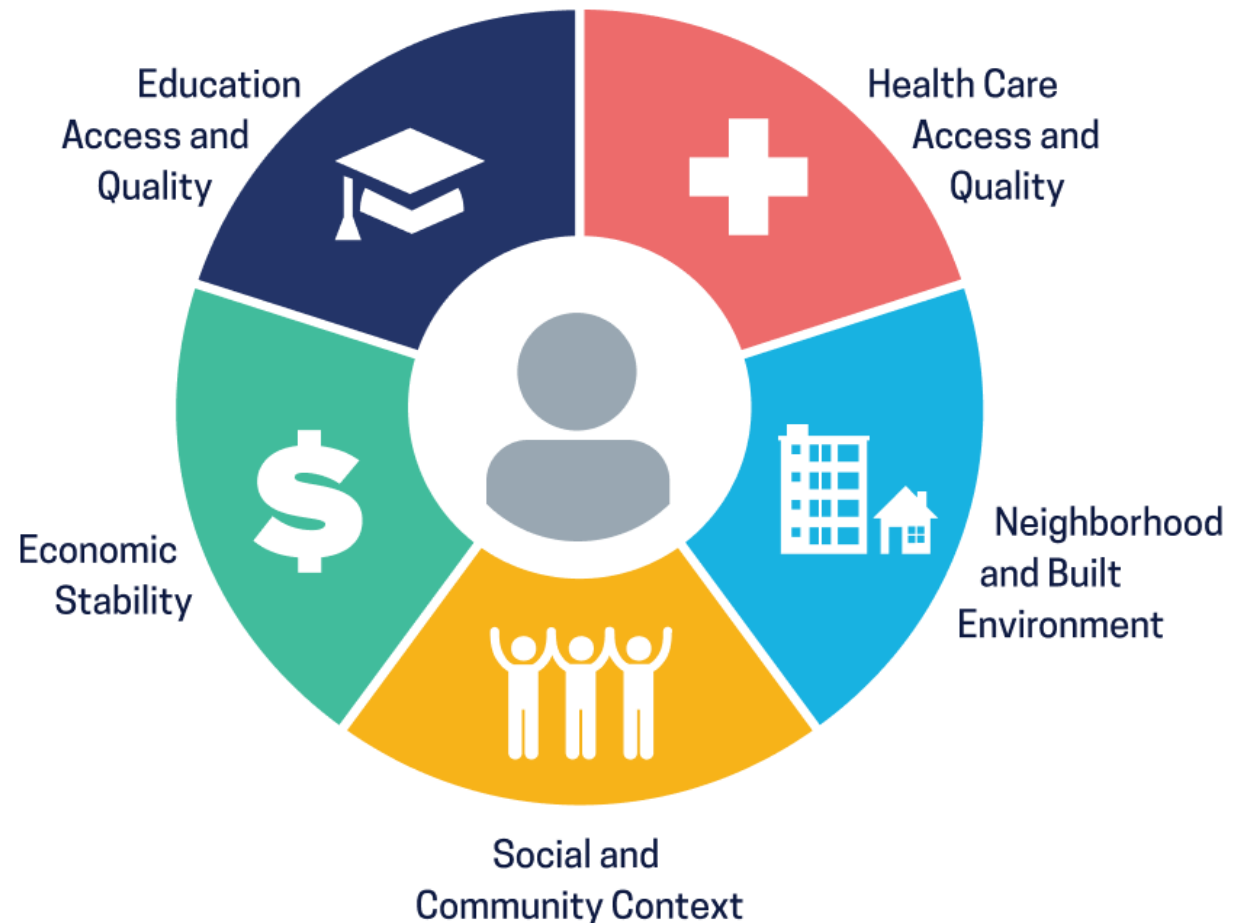 Education
Access and
Quality
Health Care
Access and
Quality
Economic
Stability
Neighborhood
and Built
Environment
Social and
Community Context